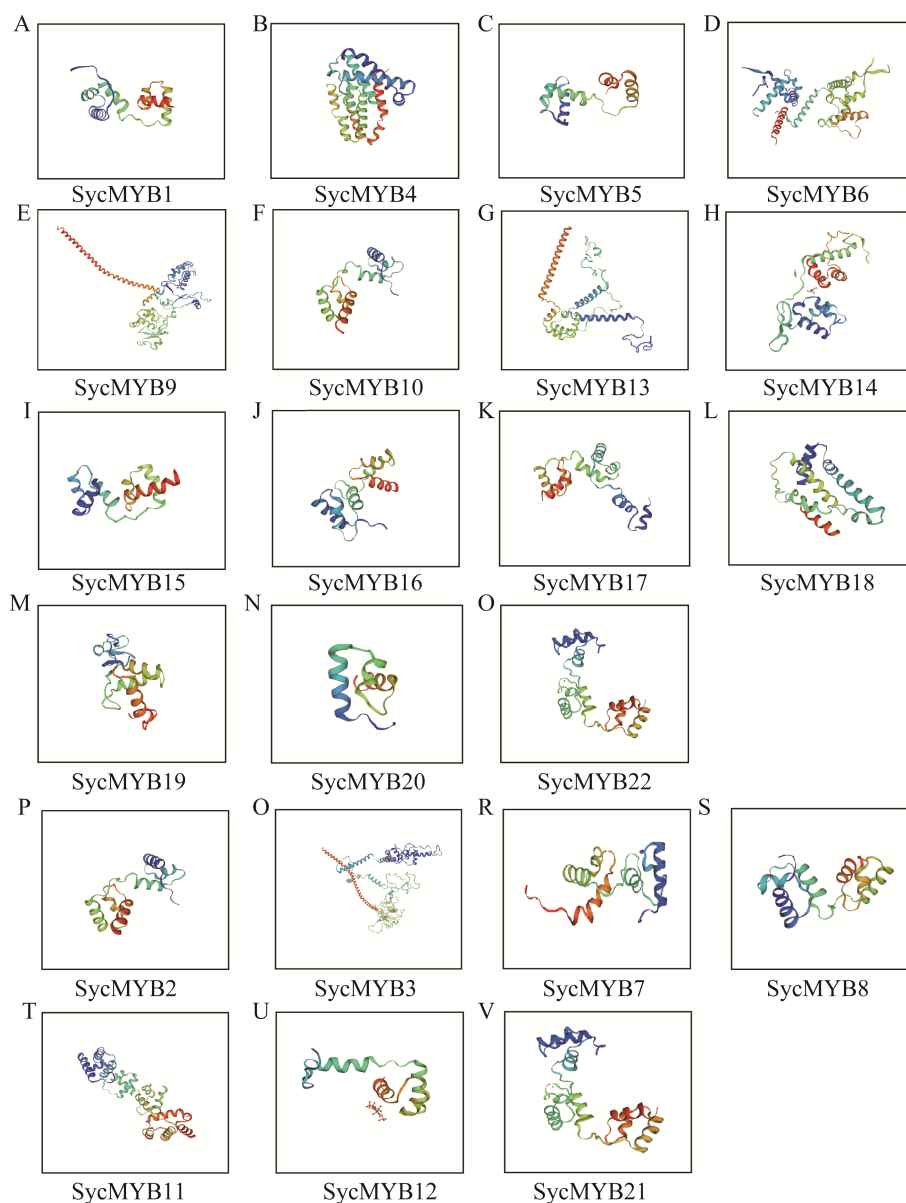 A B C D
SycMYB1 SycMYB4 SycMYB5 SycMYB6
E F G H
SycMYB9 SycMYB10 SycMYB13 SycMYB14
I J K L
SycMYB15 SycMYB16 SycMYB17 SycMYB18
M N O
SycMYB19 SycMYB20 SycMYB22
P O R S
SycMYB2 SycMYB3 SycMYB7 SycMYB8
T U V
SycMYB11 SycMYB12 SycMYB21